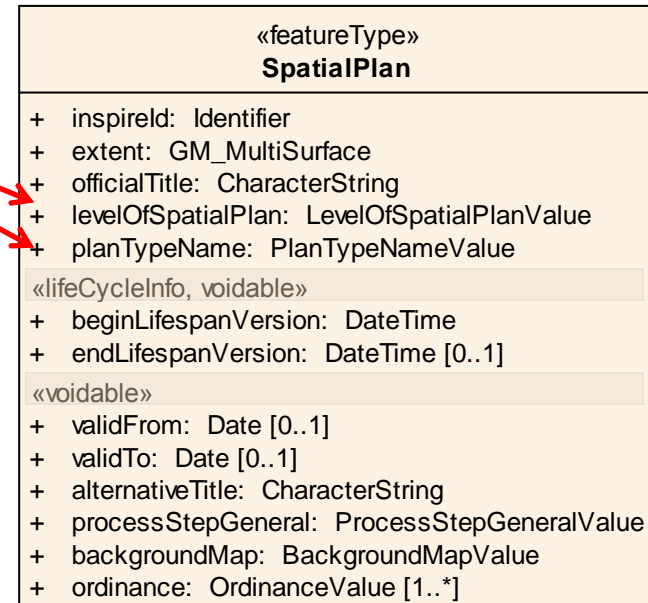 «featureType»
SpatialPlan
+ inspireId: Identifier
+ extent: GM_MultiSurface
+ officialTitle: CharacterString
+ levelOfSpatialPlan: LevelOfSpatialPlanValue
+ planTypeName: PlanTypeNameValue
«lifeCycleInfo, voidable»
+ beginLifespanVersion: DateTime
+ endLifespanVersion: DateTime [0..1]
«voidable»
+ validFrom: Date [0..1]
+ validTo: Date [0..1]
+ alternativeTitle: CharacterString
+ processStepGeneral: ProcessStepGeneralValue
+ backgroundMap: BackgroundMapValue
+ ordinance: OrdinanceValue [1..*]